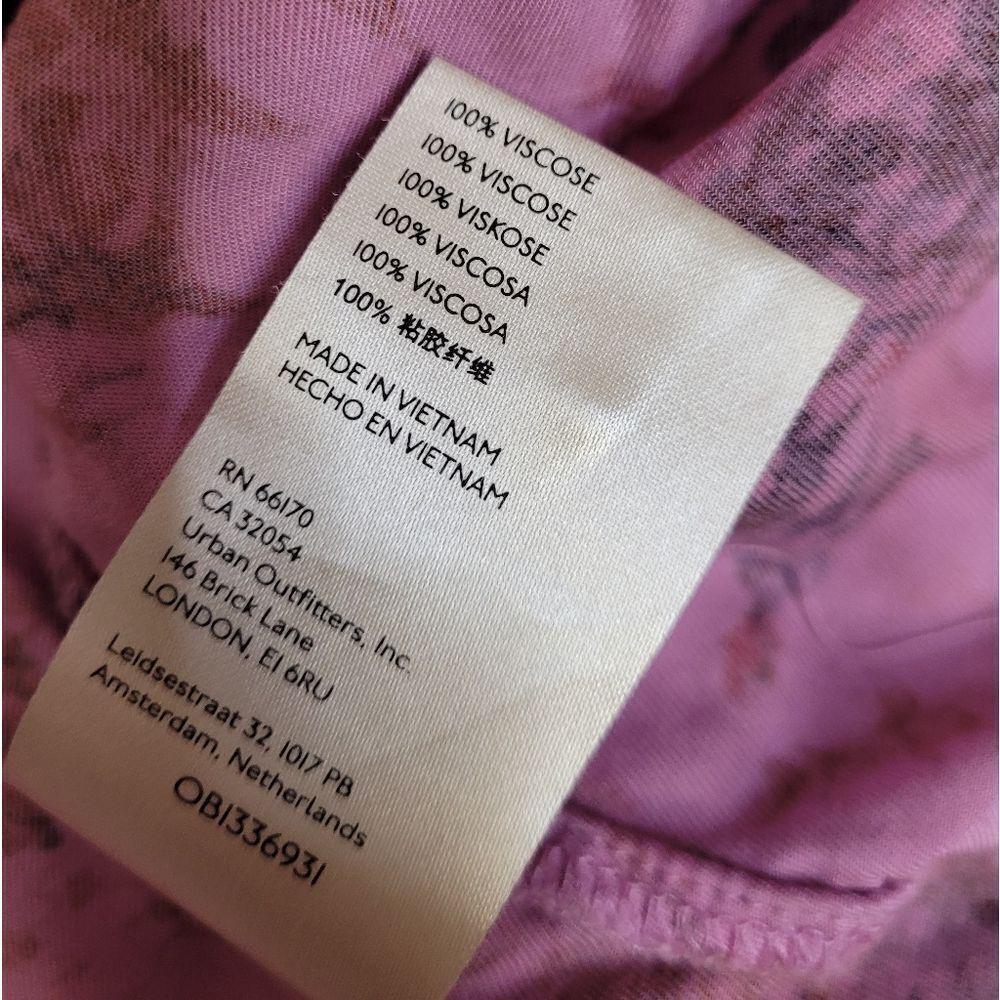 100% VISCOSE
100% VISCOSE
100% VISKOSE
100% VISCOSA
100% VISCOSA
100% 粘胶纤维
MADE IN VIETNAM
HECHO EN VIETNAM
RN 66170
CA 32054
Urban Outfitters, Inc.
146 Brick Lane
LONDON, E1 6RU
Leidsestraat 32, 1017 PB
Amsterdam, Netherlands
OB1336931